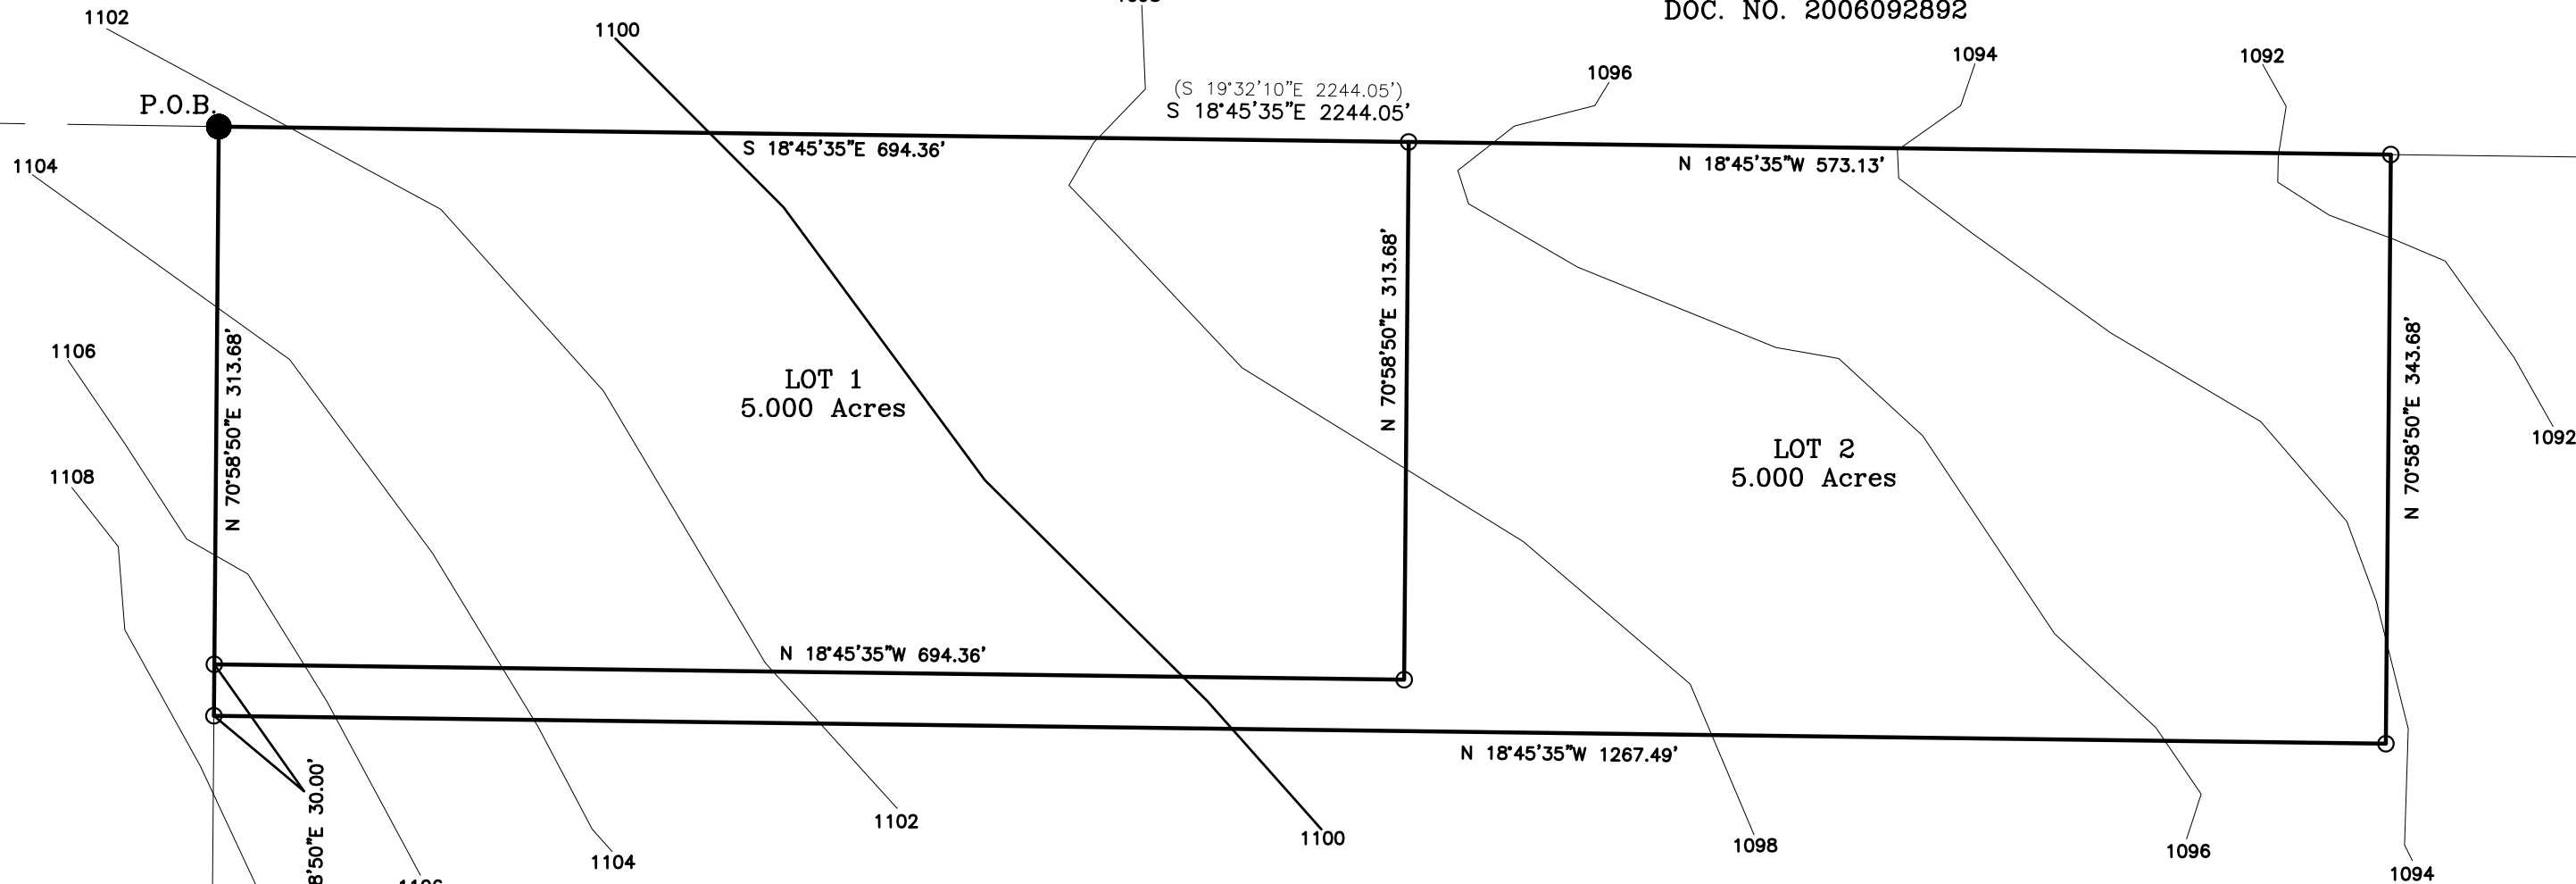 DOC. NO. 2006092892
1102
1100
1096
1094
1092
(S 19°32'10"E 2244.05')
S 18°45'35"E 2244.05'
P.O.B.
S 18°45'35"E 694.36'
N 18°45'35"W 573.13'
1104
N 70°58'50"E 313.68'
N 70°58'50"E 313.68'
N 70°58'50"E 343.68'
1106
LOT 1
5.000 Acres
1092
LOT 2
5.000 Acres
1108
N 18°45'35"W 694.36'
N 18°45'35"W 1267.49'
8'50"E 30.00'
1102
1100
1098
1096
1104
1094